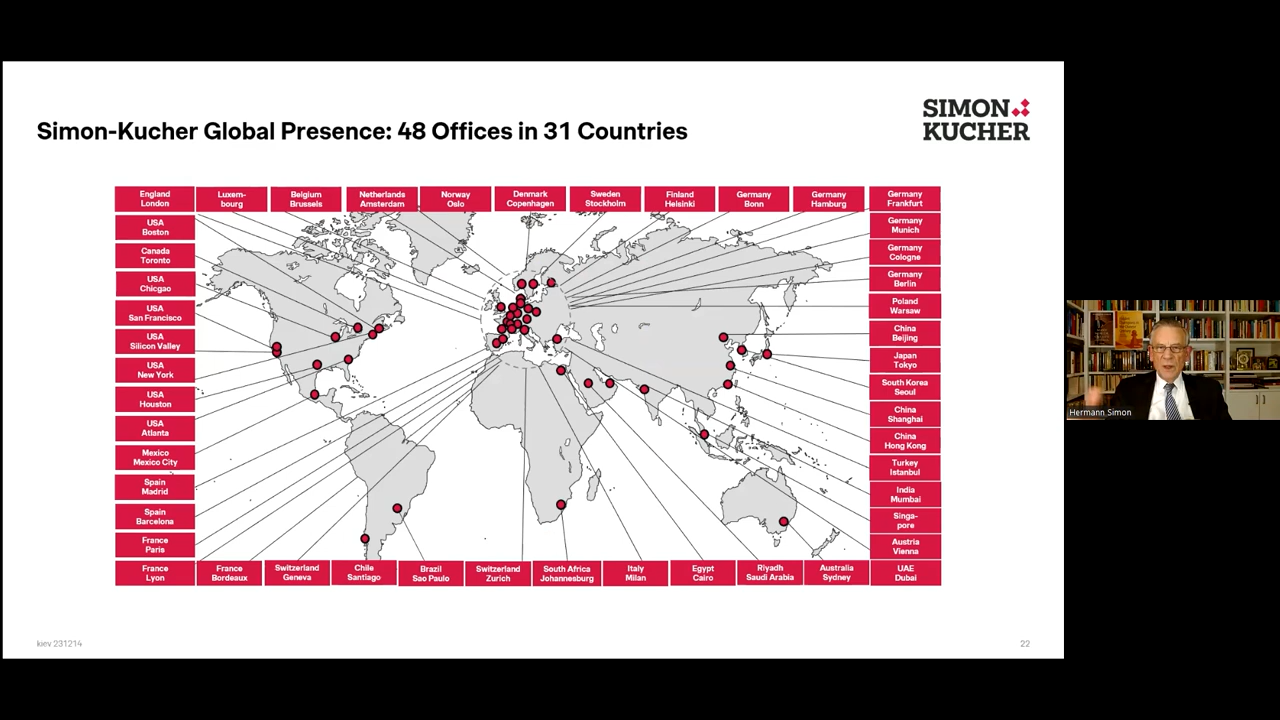 Simon-Kucher Global Presence: 48 Offices in 31 Countries
SIMON
KUCHER
England
London
Luxem-
bourg
Belgium
Brussels
Netherlands
Amsterdam
Norway
Oslo
Denmark
Copenhagen
Sweden
Stockholm
Finland
Helsinki
Germany
Bonn
Germany
Hamburg
Germany
Frankfurt
USA
Boston
Canada
Toronto
USA
Chicgao
USA
San Francisco
USA
Silicon Valley
USA
New York
USA
Houston
USA
Atlanta
Mexico
Mexico City
Spain
Madrid
Spain
Barcelona
France
Paris
Germany
Munich
Germany
Cologne
Germany
Berlin
Poland
Warsaw
China
Beijing
Japan
Tokyo
South Korea
Seoul
China
Shanghai
China
Hong Kong
Turkey
Istanbul
India
Mumbai
Singa-
pore
Austria
Vienna
France
Lyon
France
Bordeaux
Switzerland
Geneva
Chile
Santiago
Brazil
Sao Paulo
Switzerland
Zurich
South Africa
Johannesburg
Italy
Milan
Egypt
Cairo
Riyadh
Saudi Arabia
Australia
Sydney
UAE
Dubai
kiev 231214
22
Hermann Simon